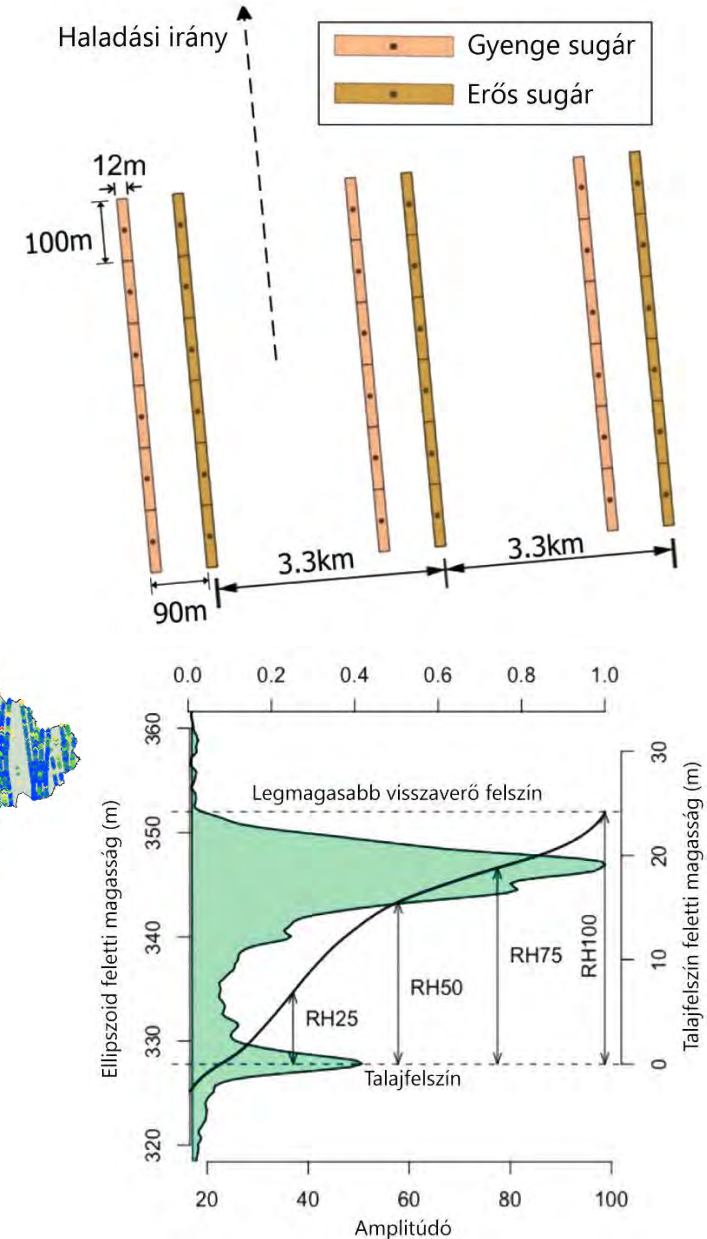 Haladási irány
Gyenge sugár
Erős sugár
12m
100m
3.3km
3.3km
90m
0.0 0.2 0.4 0.6 0.8 1.0
Ellipszoid feletti magasság (m)
360
350
340
330
320
Legmagasabb visszaverő felszín
RH25
RH50
RH75
RH100
Talajfelszín
30
20
10
0
Talajfelszín feletti magasság (m)
20 40 60 80 100
Amplitúdó